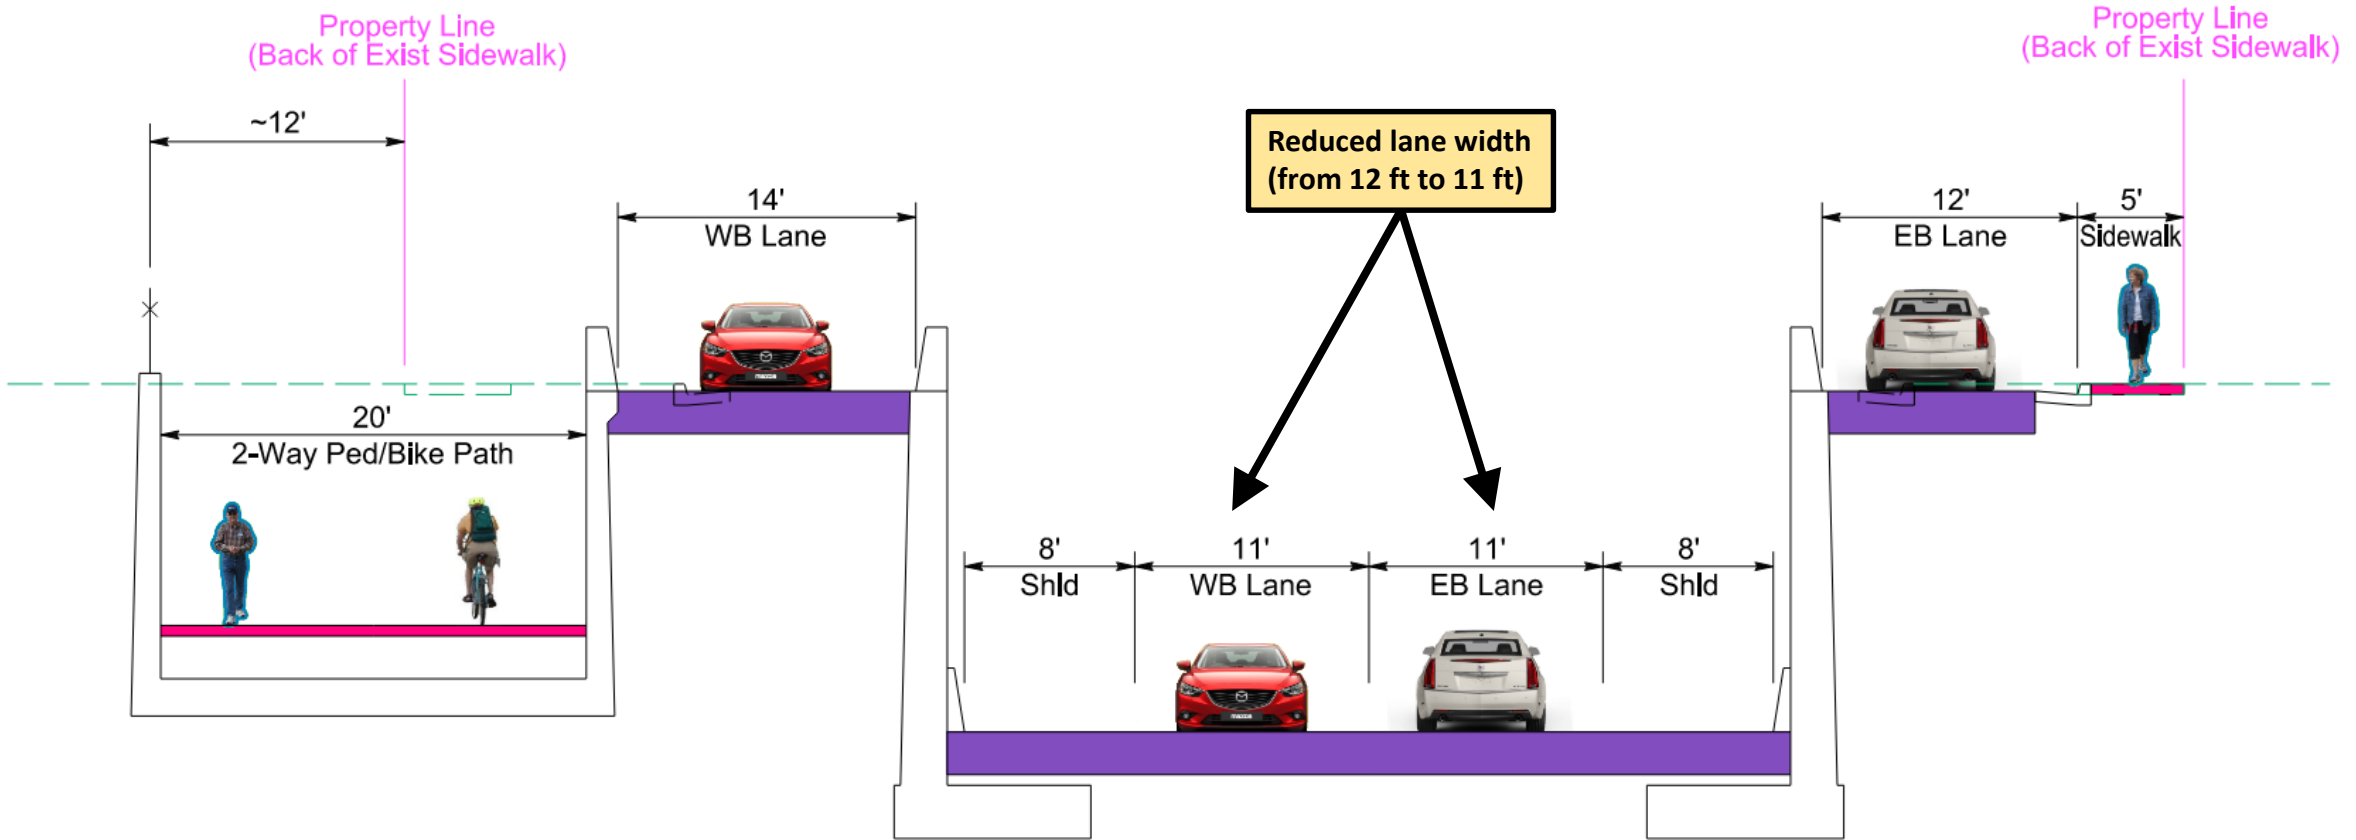 Property Line
(Back of Exist Sidewalk)
Property Line
(Back of Exist Sidewalk)
~12'
Reduced lane width
(from 12 ft to 11 ft)
14'
WB Lane
12'
EB Lane
5'
Sidewalk
20'
2-Way Ped/Bike Path
8'
Shld
11'
WB Lane
11'
EB Lane
8'
Shld